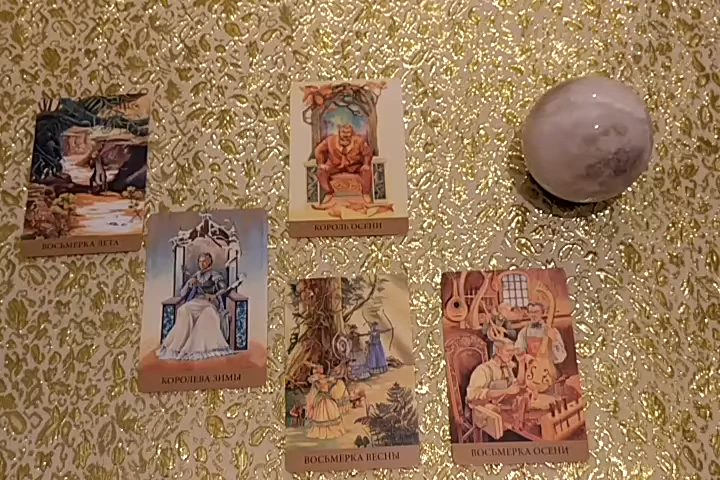 ВОСЬМЕРКА ЛЕТА
КОРОЛЬ ОСЕНИ
КОРОЛЕВА ЗИМЫ
ВОСЬМЕРКА ВЕСНЫ
ВОСЬМЕРКА ОСЕНИ